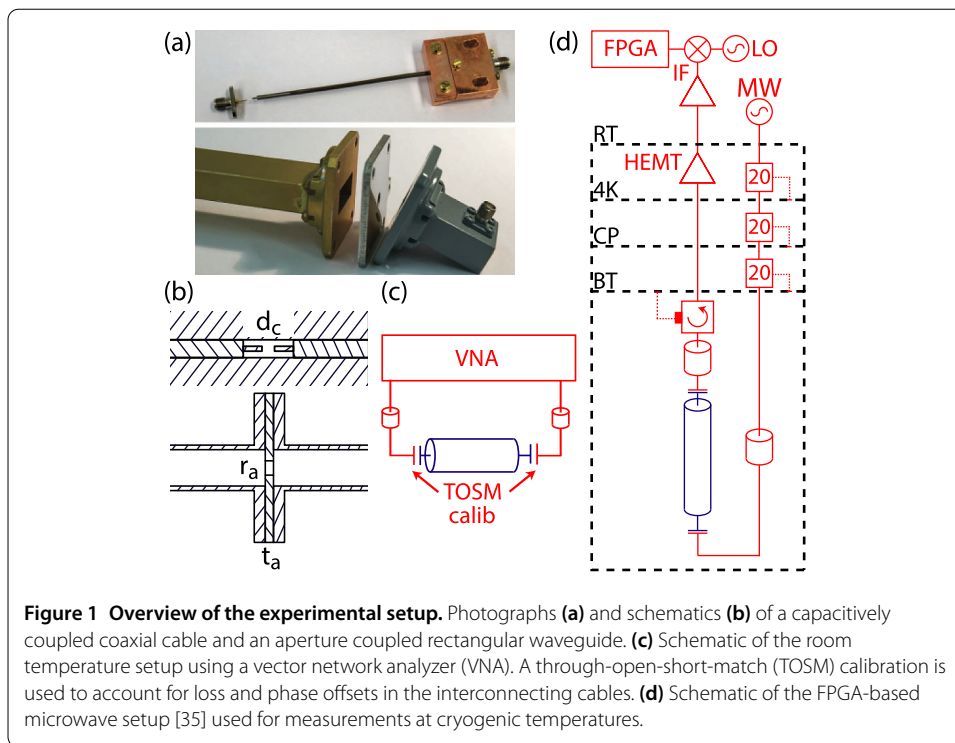 (a)
(d)
FPGA
LO
IF
MW
RT
HEMT
20
4K
20
CP
20
BT
(b)
d_c
(c)
VNA
r_a
TOSM
calib
t_a
Figure 1 Overview of the experimental setup. Photographs (a) and schematics (b) of a capacitively
coupled coaxial cable and an aperture coupled rectangular waveguide. (c) Schematic of the room
temperature setup using a vector network analyzer (VNA). A through-open-short-match (TOSM) calibration is
used to account for loss and phase offsets in the interconnecting cables. (d) Schematic of the FPGA-based
microwave setup [35] used for measurements at cryogenic temperatures.